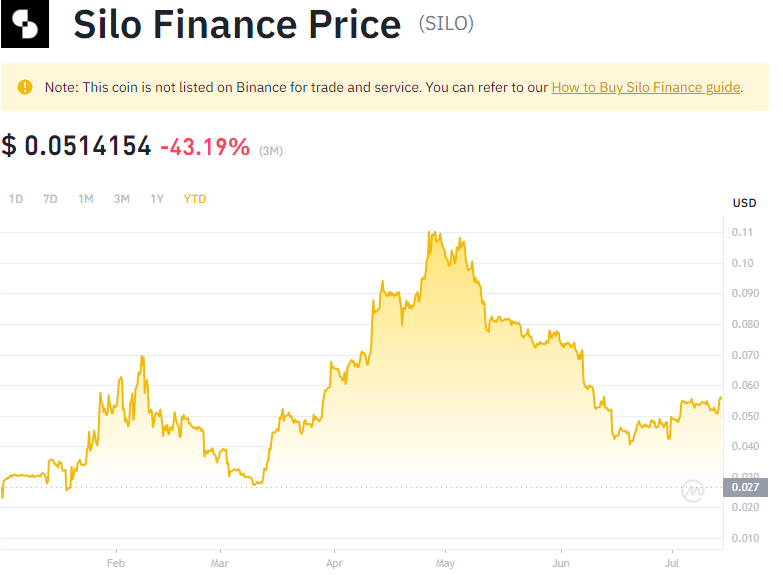 Silo Finance Price (SILO)
Note: This coin is not listed on Binance for trade and service. You can refer to our How to Buy Silo Finance guide.
$ 0.0514154 -43.19% (3M)
1D 7D 1M 3M 1Y YTD
USD
0.11
0.10
0.090
0.080
0.070
0.060
0.050
0.040
0.030
0.027
0.020
0.010
Feb Mar Apr May Jun Jul